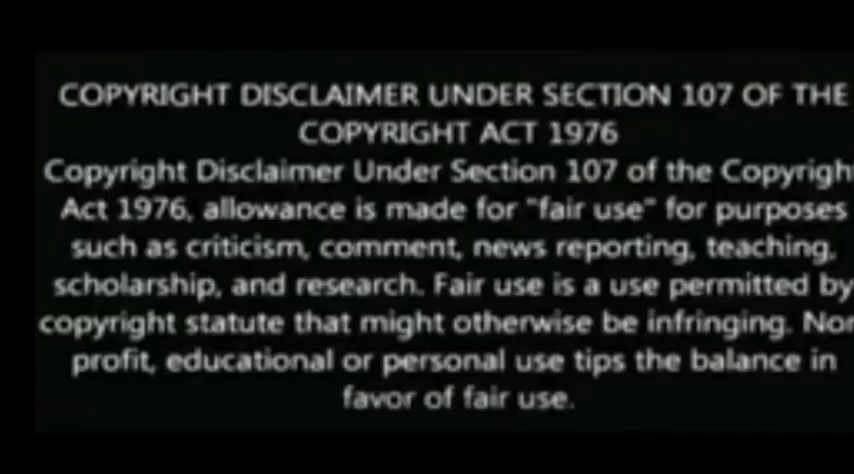 COPYRIGHT DISCLAIMER UNDER SECTION 107 OF THE
COPYRIGHT ACT 1976
Copyright Disclaimer Under Section 107 of the Copyright
Act 1976, allowance is made for "fair use" for purposes
such as criticism, comment, news reporting, teaching,
scholarship, and research. Fair use is a use permitted by
copyright statute that might otherwise be infringing. Non
profit, educational or personal use tips the balance in
favor of fair use.